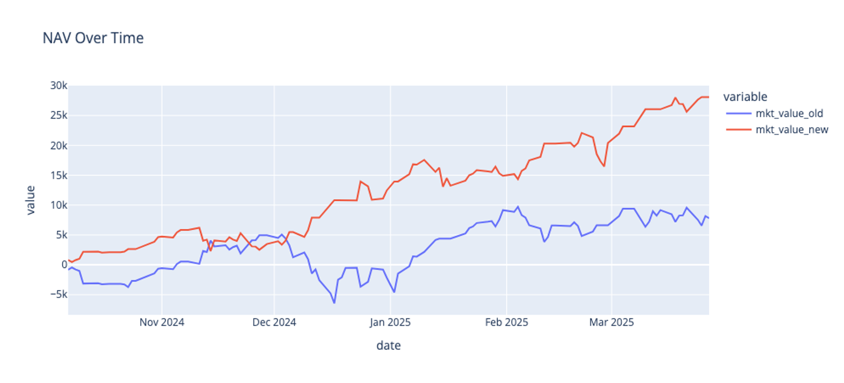 NAV Over Time
30k
25k
20k
15k
10k
5k
0
−5k
value
Nov 2024
Dec 2024
Jan 2025
Feb 2025
Mar 2025
date
variable
mkt_value_old
mkt_value_new